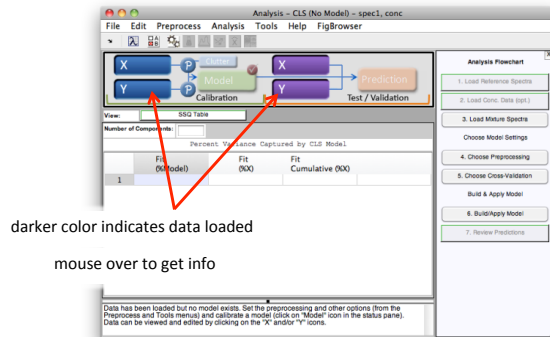 Analysis – CLS (No Model) – spec1, conc
File Edit Preprocess Analysis Tools Help FigBrowser
X
Y
P
P
Clutter
Model
Calibration
X
Y
Prediction
Test / Validation
View: SSQ Table
Number of Components:
Percent Variance Captured by CLS Model
Fit Fit Fit
(%Model) (%X) Cumulative (%X)
1
darker color indicates data loaded
mouse over to get info
Data has been loaded but no model exists. Set the preprocessing and other options (from the
Preprocess and Tools menus) and calibrate a model (click on "Model" icon in the status pane).
Data can be viewed and edited by clicking on the "X" and/or "Y" icons.
Analysis Flowchart
1. Load Reference Spectra
2. Load Conc. Data (opt.)
3. Load Mixture Spectra
Choose Model Settings
4. Choose Preprocessing
5. Choose Cross-Validation
Build & Apply Model
6. Build/Apply Model
7. Review Predictions